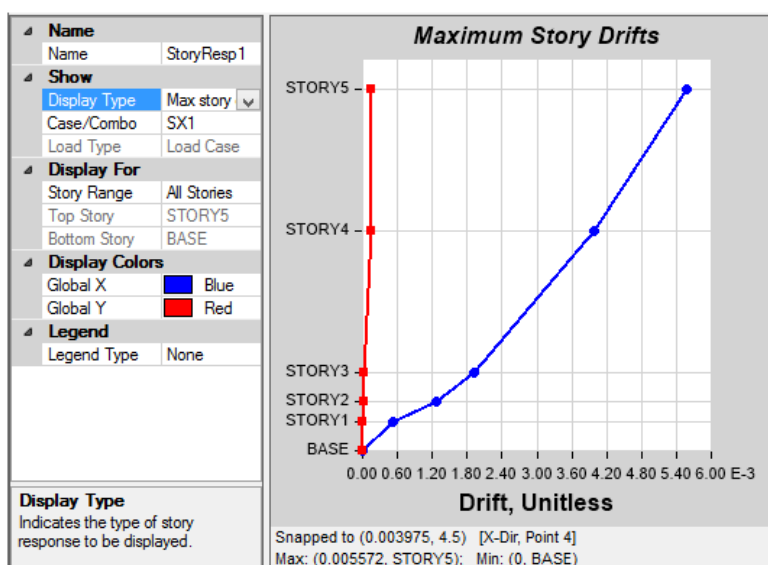 Name
Name StoryResp1
Show
Display Type Max story
Case/Combo SX1
Load Type Load Case
Display For
Story Range All Stories
Top Story STORY5
Bottom Story BASE
Display Colors
Global X Blue
Global Y Red
Legend
Legend Type None
Display Type
Indicates the type of story
response to be displayed.
Maximum Story Drifts
STORY5
STORY4
STORY3
STORY2
STORY1
BASE
0.00 0.60 1.20 1.80 2.40 3.00 3.60 4.20 4.80 5.40 6.00 E-3
Drift, Unitless
Snapped to (0.003975, 4.5) [X-Dir, Point 4]
Max: (0.005572, STORY5); Min: (0, BASE)